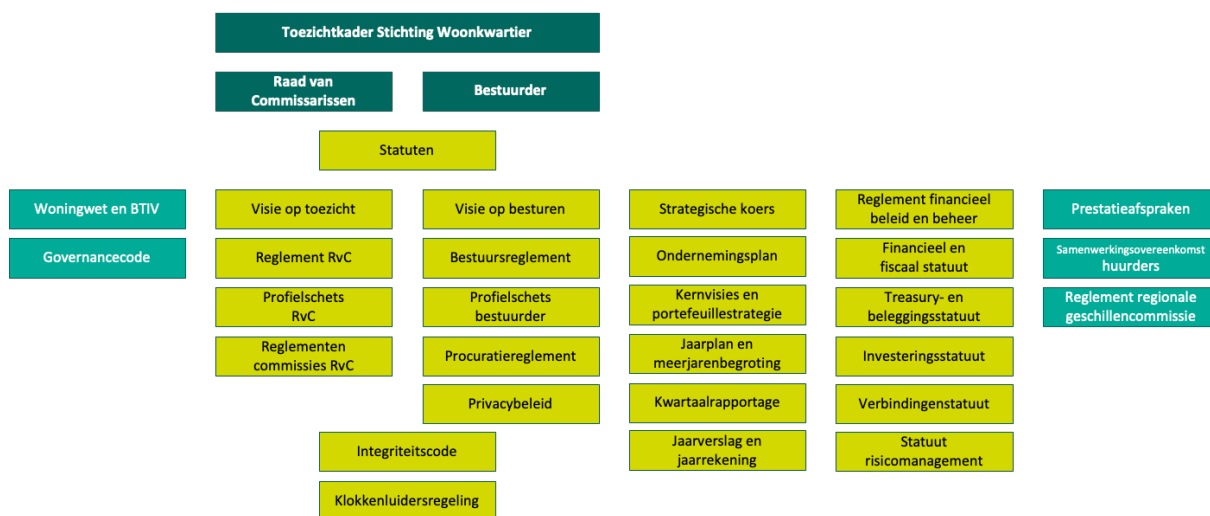 Toezichtkader Stichting Woonkwartier
Raad van
Commissarissen
Bestuurder
Statuten
Woningwet en BTIV
Visie op toezicht
Visie op besturen
Strategische koers
Reglement financieel
beleid en beheer
Prestatieafspraken
Governancecode
Reglement RvC
Bestuursreglement
Ondernemingsplan
Financieel en
fiscaal statuut
Samenwerkingsovereenkomst
huurders
Profielschets
RvC
Profielschets
bestuurder
Kernvisies en
portefeuillestrategie
Treasury- en
beleggingsstatuut
Reglement regionale
geschillencommissie
Reglementen
commissies RvC
Procuratiereglement
Jaarplan en
meerjarenbegroting
Investeringsstatuut
Privacybeleid
Kwartaalrapportage
Verbindingenstatuut
Integriteitscode
Jaarverslag en
jaarrekening
Statuut
risicomanagement
Klokkenluidersregeling